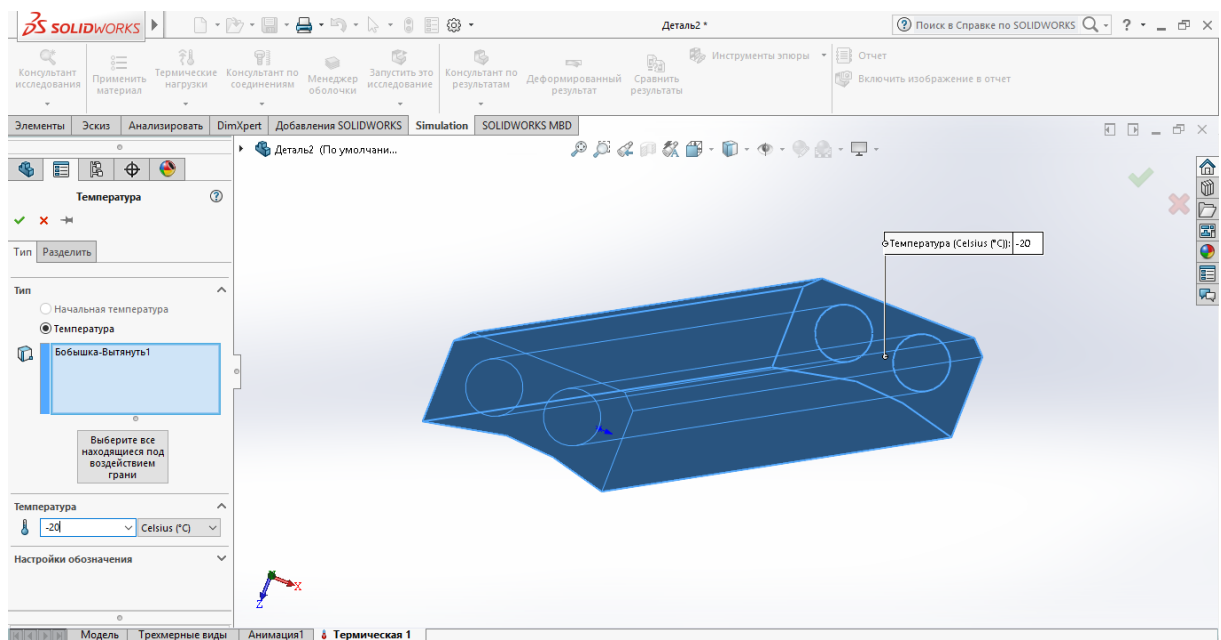 SOLIDWORKS
Деталь2 *
Поиск в Справке по SOLIDWORKS
?
Консультант исследования
Применить материал
Термические нагрузки
Консультант по соединениям
Менеджер оболочки
Запустить это исследование
Консультант по результатам
Деформированный результат
Сравнить результаты
Инструменты эпюры
Отчет
Включить изображение в отчет
Элементы Эскиз Анализировать DimXpert Добавления SOLIDWORKS Simulation SOLIDWORKS MBD
Деталь2 (По умолчани...
Температура
Тип Разделить
Тип
Начальная температура
Температура
Бобышка-Вытянуть1
Выберите все
находящиеся под
воздействием
грани
Температура
-20 Celsius (°C)
Настройки обозначения
Температура (Celsius (°C)): -20
X
Z
Модель Трехмерные виды Анимация1 Термическая 1